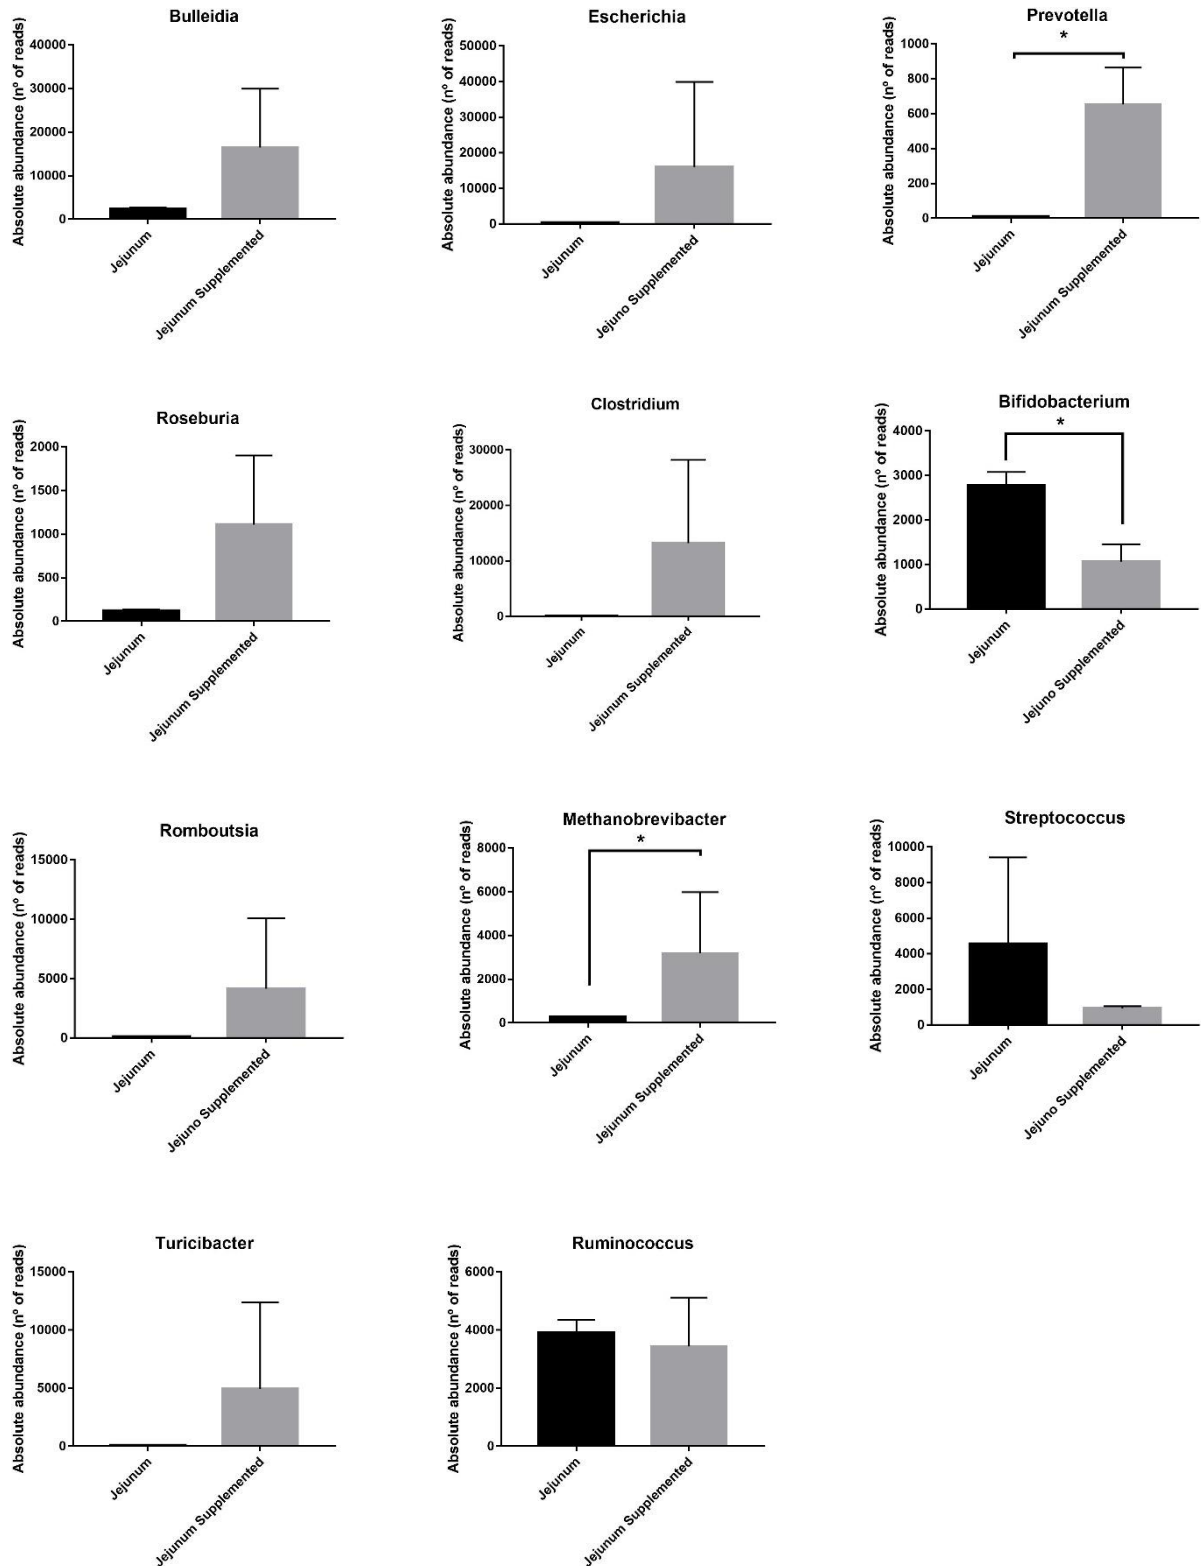 Bulleidia
Absolute abundance (nº of reads)
40000
30000
20000
10000
0
Jejunum
Jejunum Supplemented
Escherichia
Absolute abundance (nº of reads)
50000
40000
30000
20000
10000
0
Jejunum
Jejuno Supplemented
Prevotella
*
Absolute abundance (nº of reads)
1000
800
600
400
200
0
Jejunum
Jejunum Supplemented
Roseburia
Absolute abundance (nº of reads)
2000
1500
1000
500
0
Jejunum
Jejunum Supplemented
Clostridium
Absolute abundance (nº of reads)
30000
20000
10000
0
Jejunum
Jejunum Supplemented
Bifidobacterium
*
Absolute abundance (nº of reads)
4000
3000
2000
1000
0
Jejunum
Jejuno Supplemented
Romboutsia
Absolute abundance (nº of reads)
15000
10000
5000
0
Jejunum
Jejuno Supplemented
Methanobrevibacter
*
Absolute abundance (nº of reads)
8000
6000
4000
2000
0
Jejunum
Jejunum Supplemented
Streptococcus
Absolute abundance (nº of reads)
10000
8000
6000
4000
2000
0
Jejunum
Jejuno Supplemented
Turicibacter
Absolute abundance (nº of reads)
15000
10000
5000
0
Jejunum
Jejunum Supplemented
Ruminococcus
Absolute abundance (nº of reads)
6000
4000
2000
0
Jejunum
Jejunum Supplemented